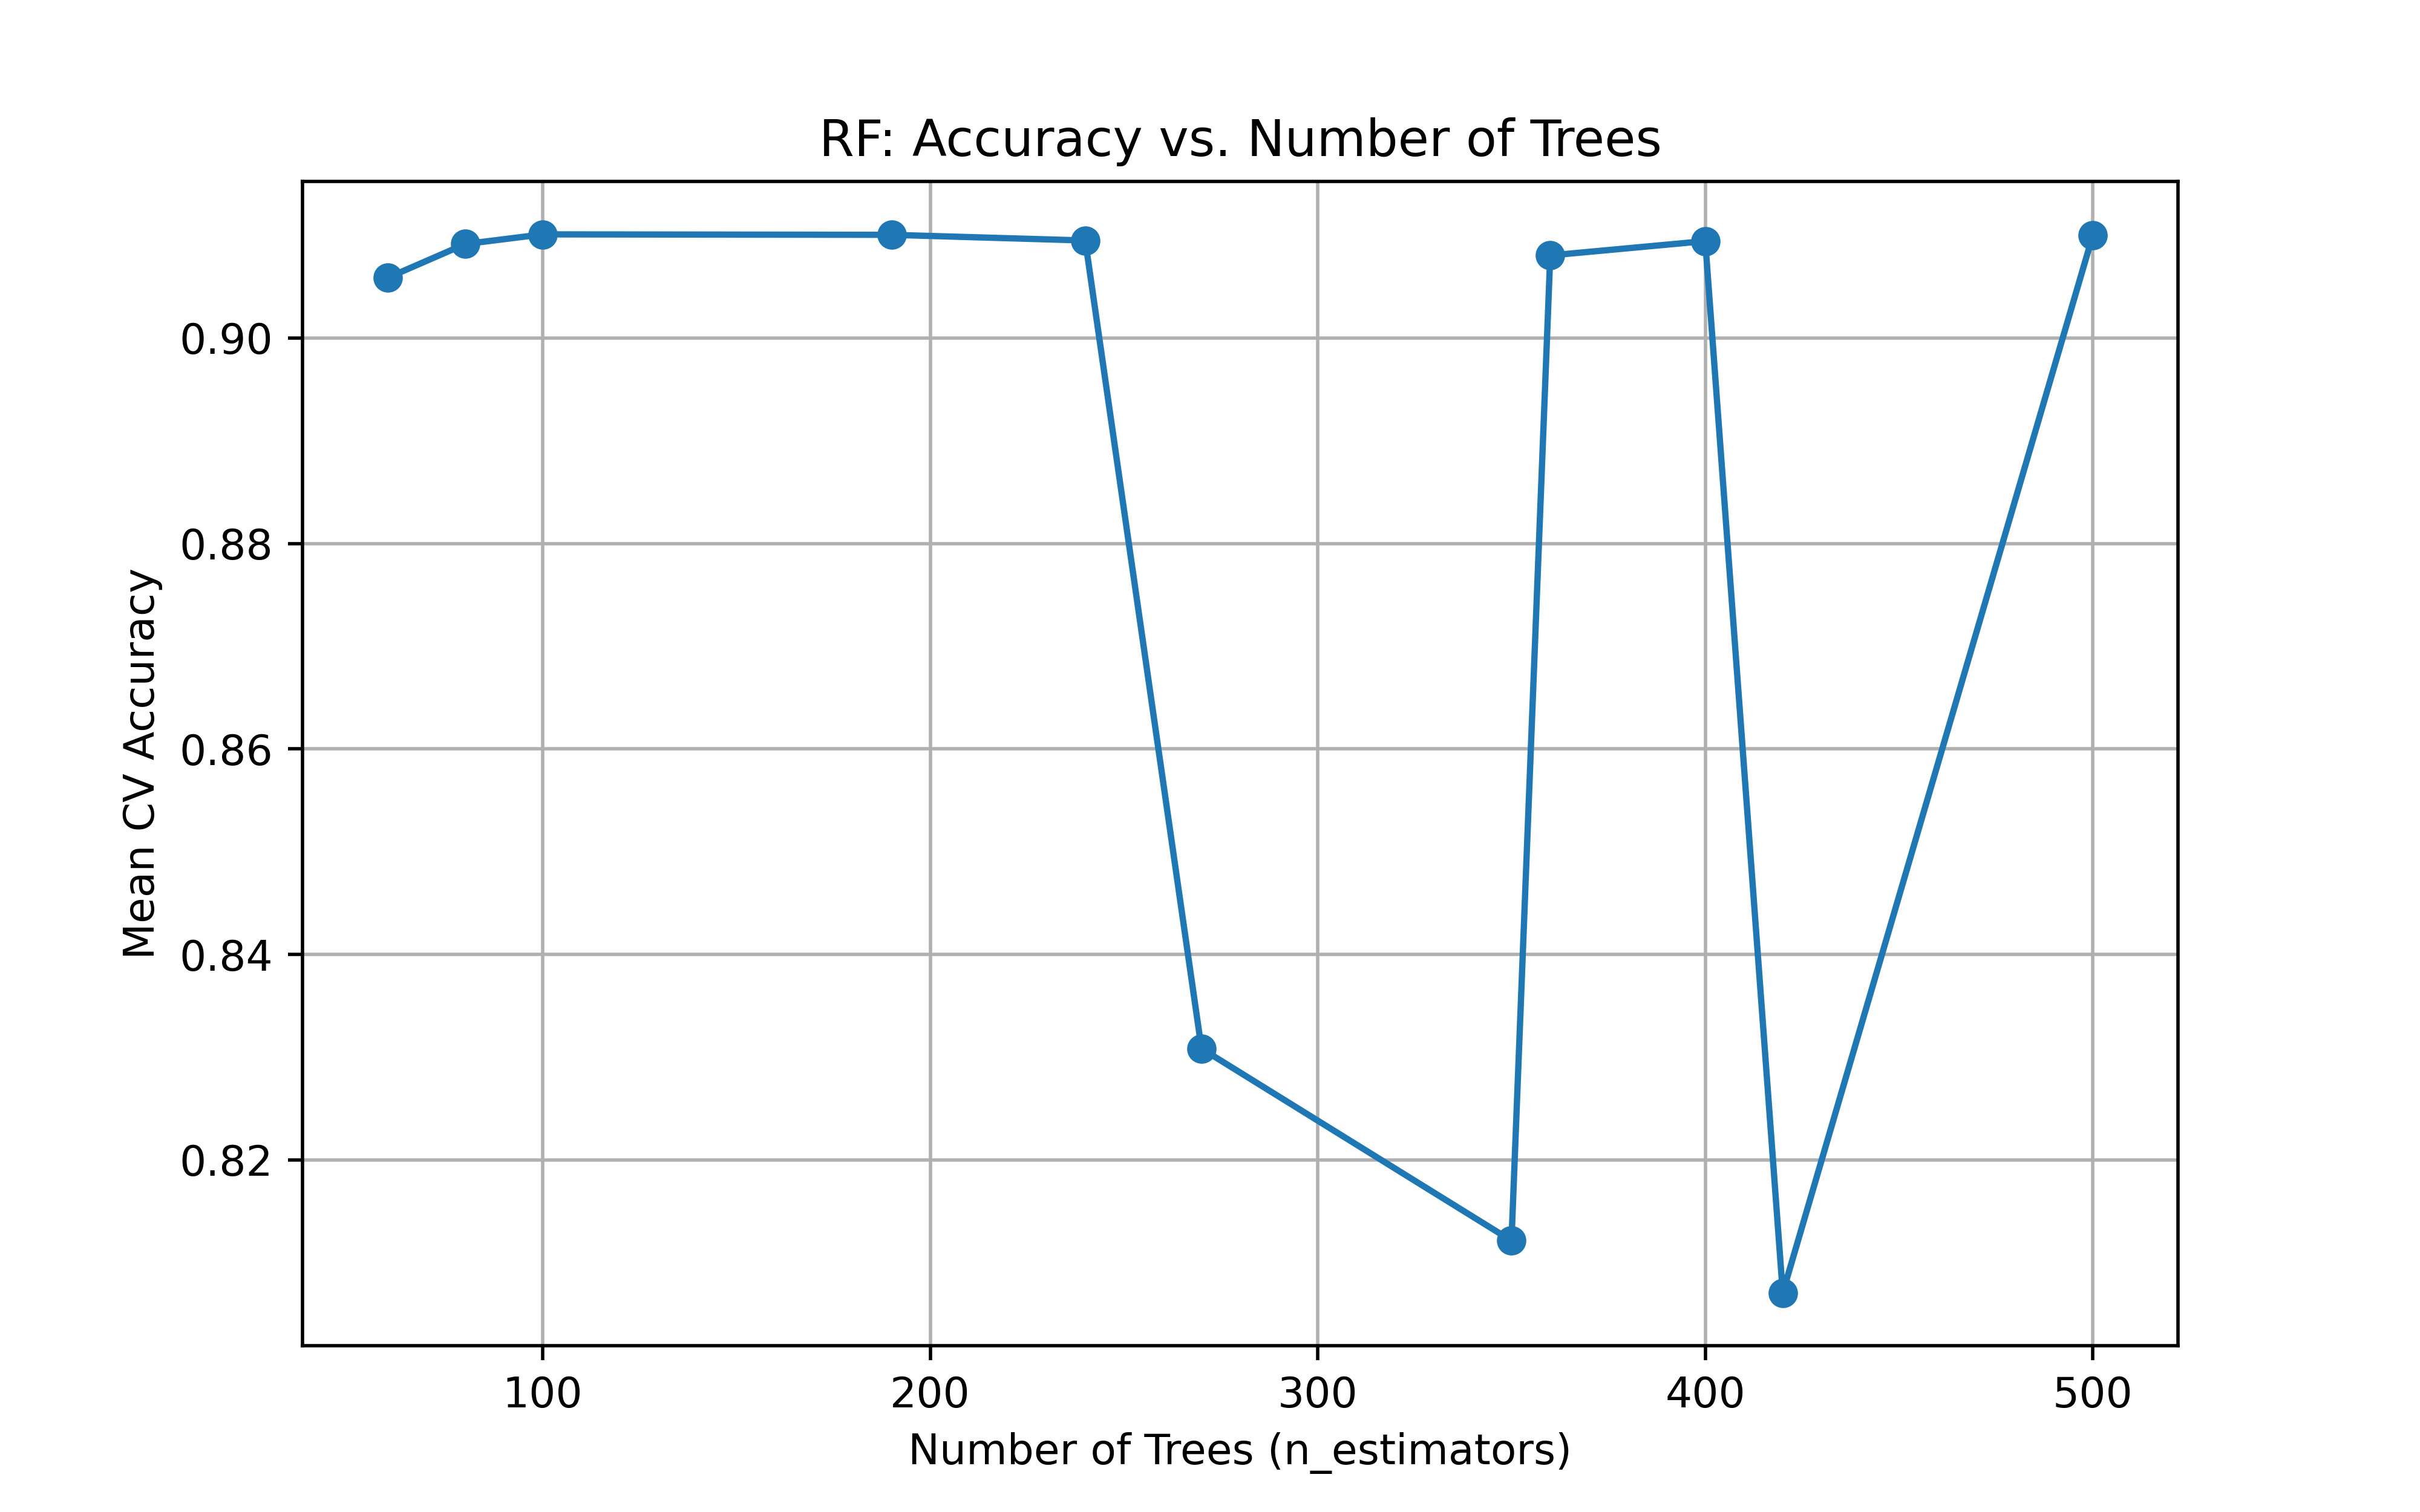 RF: Accuracy vs. Number of Trees
Mean CV Accuracy
0.90
0.88
0.86
0.84
0.82
100 200 300 400 500
Number of Trees (n_estimators)